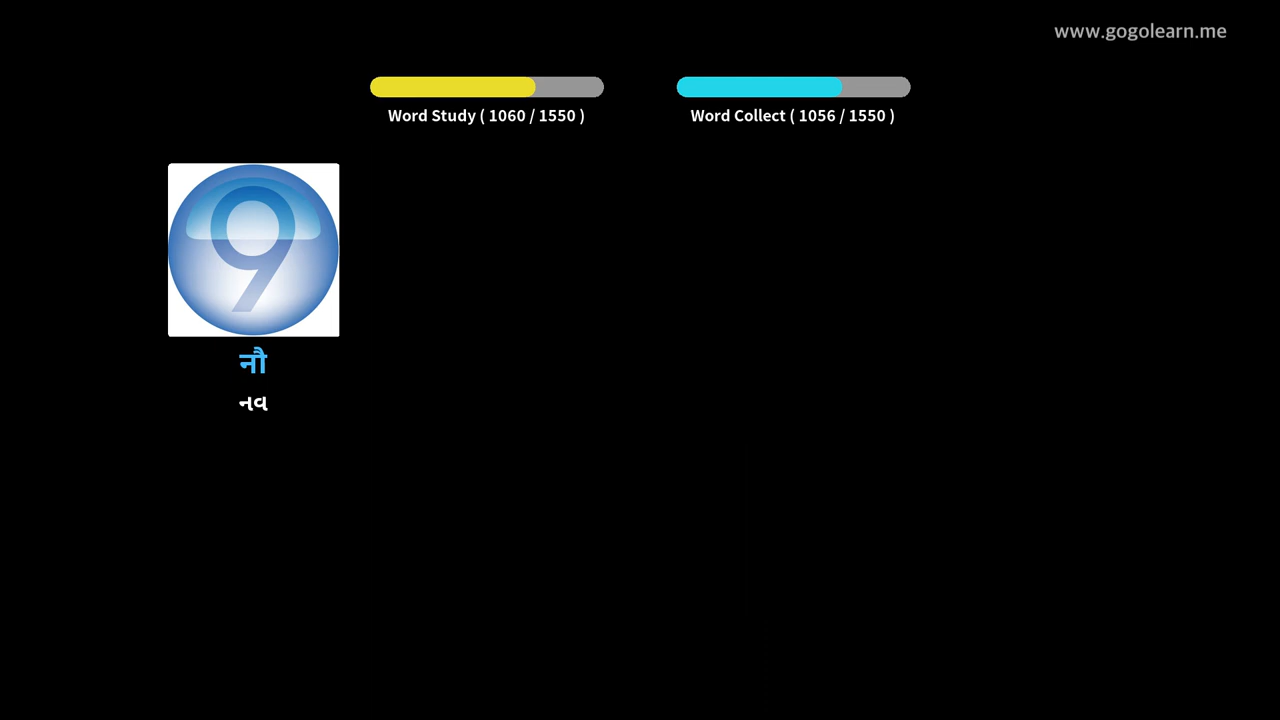 www.gogolearn.me
Word Study ( 1060 / 1550 )
Word Collect ( 1056 / 1550 )
9
नौ
નવ